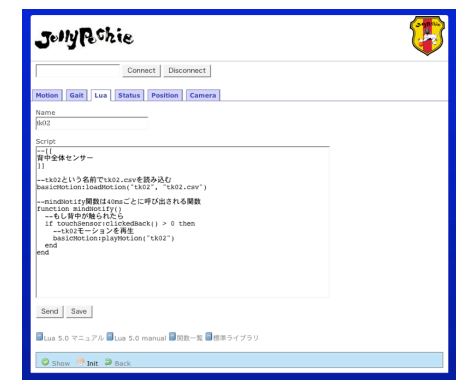 JellyPechie
Connect Disconnect
Motion Gait Lua Status Position Camera
Name
tk02
Script
--[[
背中全体センサー
]]
--tk02という名前でtk02.csvを読み込む
basicMotion:loadMotion("tk02", "tk02.csv")
--mindNotify関数は40msごとに呼び出される関数
function mindNotify()
--もし背中が触られたら
if touchSensor:clickedBack() > 0 then
--tk02モーションを再生
basicMotion:playMotion("tk02")
end
end
Send Save
Lua 5.0 マニュアル Lua 5.0 manual 関数一覧 標準ライブラリ
Show Init Back